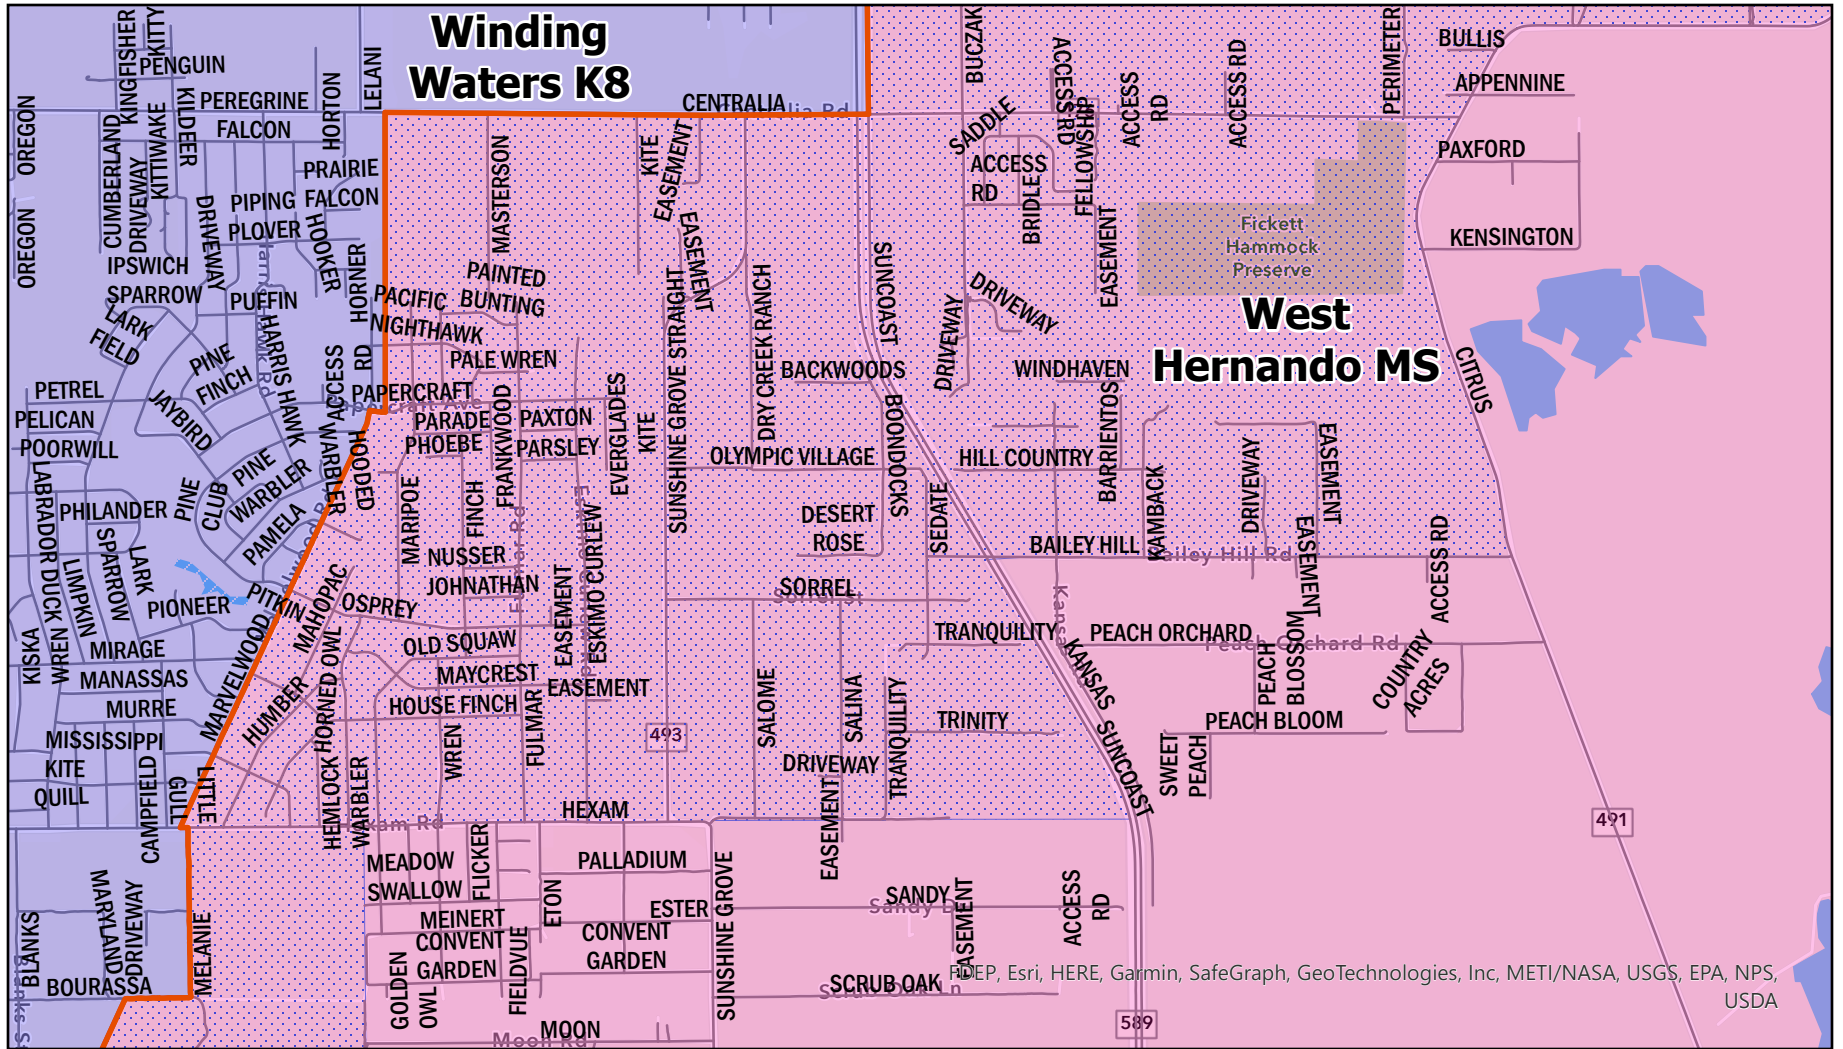 Winding
Waters K8
West
Hernando MS
KINGFISHER
KITTY
PENGUIN
LELANI
HORTON
KILDER
PEREGRINE
FALCON
OREGON
CUMBERLAND
DRIVEWAY
KITTIWAKE
PRAIRIE
FALCON
PIPING
PLOVER
DRIVEWAY
HOOKER
HORNER
OREGON
IPSWICH
SPARROW
PUFFIN
LARK
FIELD
PINE
FINCH
HARRIS HAWK
JAYBIRD
ACCESS
RD
PETREL
PELICAN
POORWILL
LABRADOR DUCK
PHILANDER
PINE
WARBLER
PINE
CLUB
PAMELA
WARBLER
HOODED
SPARROW
LARK
LIMPKIN
PIONEER
PITKIN
MAHOPAC
KISKA
WREN
MIRAGE
MANASSAS
MURRE
MARVELWOOD
HUMBER
MISSISSIPPI
KITE
QUILL
CAMPFIELD
GULL
LITTLE
HORNED OWL
HEMLOCK
WARBLER
BLANKS
MARYLAND
DRIVEWAY
BOURASSA
MELANIE
CENTRALIA
MASTERSON
KITE
EASEMENT
EASEMENT
PAINTED
BUNTING
PACIFIC
NIGHTHAWK
PALE WREN
PAPERCRAFT
PARADE
PHOEBE
FRANKWOOD
PAXTON
PARSLEY
EVERGLADES
KITE
SUNSHINE GROVE STRAIGHT
DRY CREEK RANCH
SUNCOAST
BACKWOODS
BOONDOCKS
OLYMPIC VILLAGE
MARIPOE
FINCH
NUSSER
JOHNATHAN
OSPREY
OLD SQUAW
MAYCREST
EASEMENT
HOUSE FINCH
EASEMENT
ESKIMO CURLEW
WREN
FULMAR
HEXAM
Hexam Rd
DESERT
ROSE
SEDATE
SORREL
Sorrel St
TRANQUILITY
SALOME
SALINA
TRANQUILITY
TRINITY
DRIVEWAY
EASEMENT
493
MEADOW
SWALLOW
FLICKER
PALLADIUM
MEINERT
ETON
ESTER
CONVENT
GARDEN
CONVENT
GARDEN
FIELDVUE
GOLDEN
OWL
MOON
Moon Rd
SUNSHINE GROVE
SANDY
EASEMENT
SCRUB OAK
Scrub Oak Ln
ACCESS
RD
589
BUCZAK
ACCESS RD
FELLOWSHIP
ACCESS
RD
ACCESS RD
PERIMETER
SADDLE
ACCESS
RD
BRIDLE
EASEMENT
Fickett
Hammock
Preserve
DRIVEWAY
DRIVEWAY
WINDHAVEN
BARRIENTOS
HILL COUNTRY
KAMBACK
DRIVEWAY
EASEMENT
BAILEY HILL
Bailey Hill Rd
EASEMENT
ACCESS RD
PEACH ORCHARD
Peach Orchard Rd
PEACH
BLOSSOM
COUNTRY
ACRES
PEACH BLOOM
SWEET
PEACH
KANSAS
SUNCOAST
BULLIS
APPENNINE
PAXFORD
KENSINGTON
CITRUS
491
FDEP, Esri, HERE, Garmin, SafeGraph, GeoTechnologies, Inc, METI/NASA, USGS, EPA, NPS,
USDA